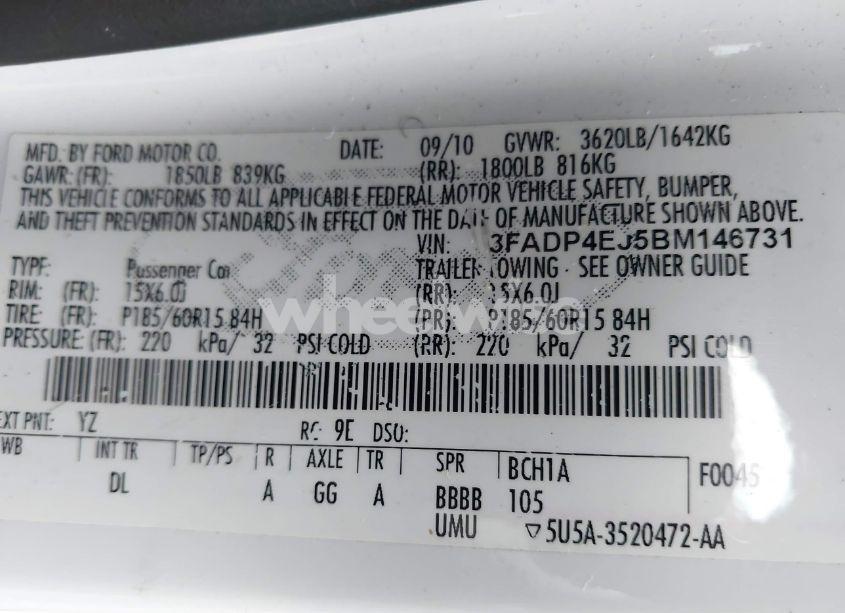 MFD. BY FORD MOTOR CO. DATE: 09/10 GVWR: 3620LB/1642KG
GAWR: (FR): 1850LB 839KG (RR): 1800LB 816KG
THIS VEHICLE CONFORMS TO ALL APPLICABLE FEDERAL MOTOR VEHICLE SAFETY, BUMPER,
AND THEFT PREVENTION STANDARDS IN EFFECT ON THE DATE OF MANUFACTURE SHOWN ABOVE.
VIN: 3FADP4EJ5BM146731
TYPE: Passenger Car TRAILER TOWING - SEE OWNER GUIDE
RIM: (FR): 15X6.0J (RR): 15X6.0J
TIRE: (FR): P185/60R15 84H (RR): P185/60R15 84H
PRESSURE: (FR): 220 kPa/ 32 PSI COLD (RR): 220 kPa/ 32 PSI COLD
EXT PNT: YZ RC: 9E DSO:
WB INT TR TP/PS R AXLE TR SPR BCH1A F0045
DL A GG A BBBB 105
UMU ▽5U5A-3520472-AA